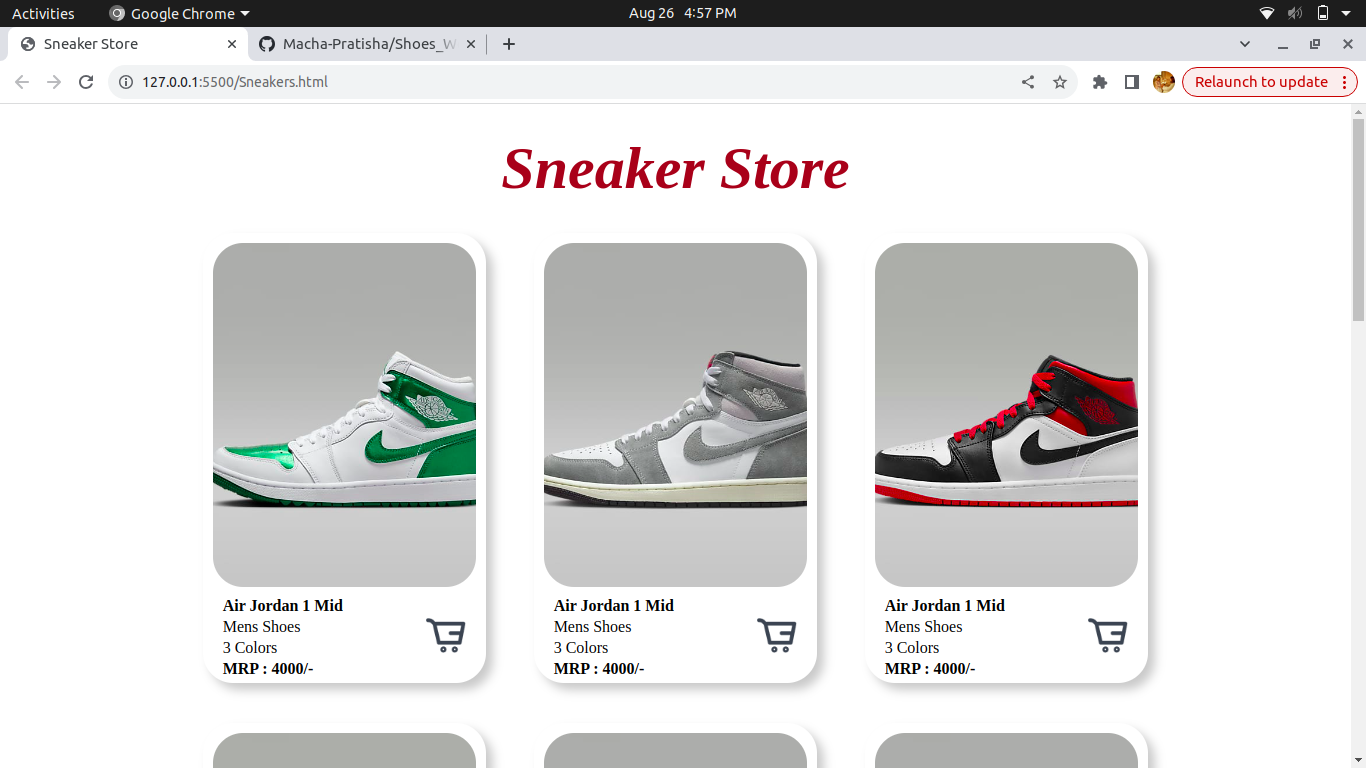 Activities Google Chrome Aug 26 4:57 PM
Sneaker Store Macha-Pratisha/Shoes_W
127.0.0.1:5500/Sneakers.html Relaunch to update
Sneaker Store
Air Jordan 1 Mid
Mens Shoes
3 Colors
MRP : 4000/-
Air Jordan 1 Mid
Mens Shoes
3 Colors
MRP : 4000/-
Air Jordan 1 Mid
Mens Shoes
3 Colors
MRP : 4000/-